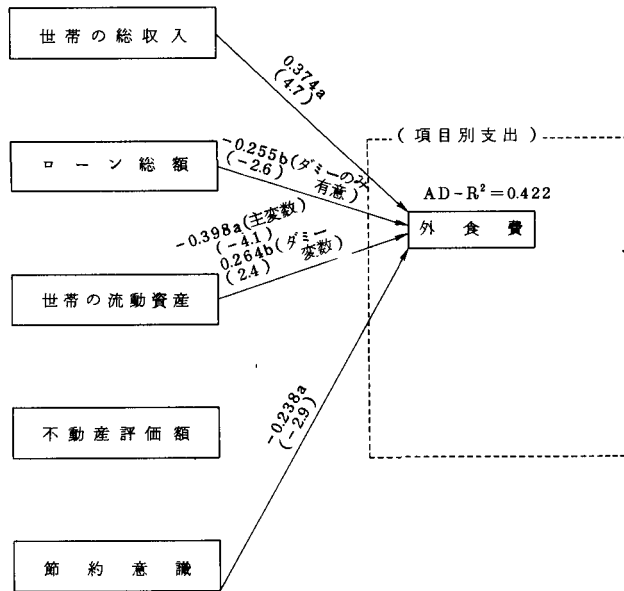 世帯の総収入
0.374a
(4.7)
(項目別支出)
ローン総額
-0.255b(ダミーのみ
(-2.6) 有意)
AD-R²=0.422
外食費
-0.398a(主変数)
(-4.1)
0.264b(ダミー
(2.4) 変数)
世帯の流動資産
不動産評価額
-0.238a
(-2.9)
節約意識